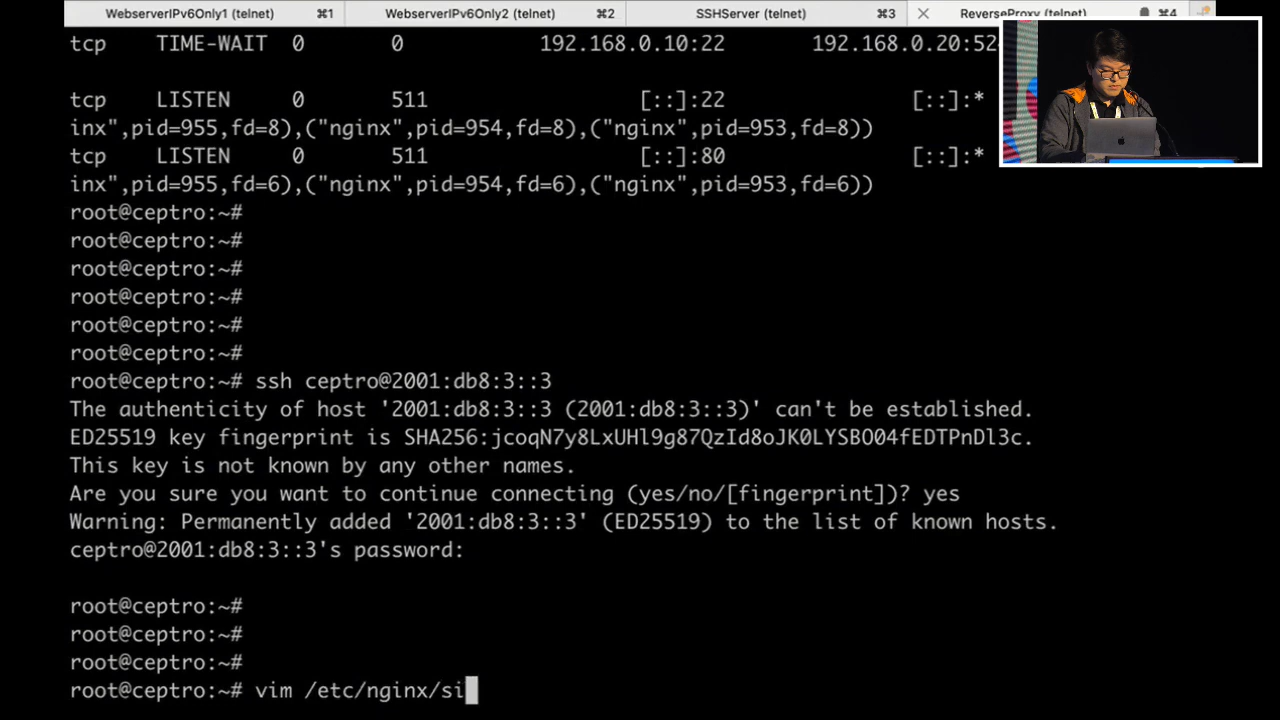 WebserverIPv6Only1 (telnet) ⌘1 WebserverIPv6Only2 (telnet) ⌘2 SSHServer (telnet) ⌘3 ReverseProxy (telnet) ⌘4
tcp TIME-WAIT 0 0 192.168.0.10:22 192.168.0.20:52
tcp LISTEN 0 511 [::]:22 [::]:*
inx",pid=955,fd=8),("nginx",pid=954,fd=8),("nginx",pid=953,fd=8))
tcp LISTEN 0 511 [::]:80 [::]:*
inx",pid=955,fd=6),("nginx",pid=954,fd=6),("nginx",pid=953,fd=6))
root@ceptro:~#
root@ceptro:~#
root@ceptro:~#
root@ceptro:~#
root@ceptro:~#
root@ceptro:~#
root@ceptro:~# ssh ceptro@2001:db8:3::3
The authenticity of host '2001:db8:3::3 (2001:db8:3::3)' can't be established.
ED25519 key fingerprint is SHA256:jcoqN7y8LxUHl9g87QzId8oJK0LYSBO04fEDTPnDl3c.
This key is not known by any other names.
Are you sure you want to continue connecting (yes/no/[fingerprint])? yes
Warning: Permanently added '2001:db8:3::3' (ED25519) to the list of known hosts.
ceptro@2001:db8:3::3's password:
root@ceptro:~#
root@ceptro:~#
root@ceptro:~#
root@ceptro:~# vim /etc/nginx/si